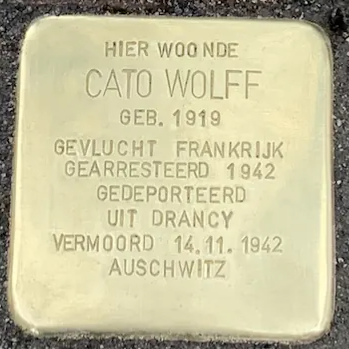 HIER WOONDE
CATO WOLFF
GEB. 1919
GEVLUCHT FRANKRIJK
GEARRESTEERD 1942
GEDEPORTEERD
UIT DRANCY
VERMOORD 14.11.1942
AUSCHWITZ